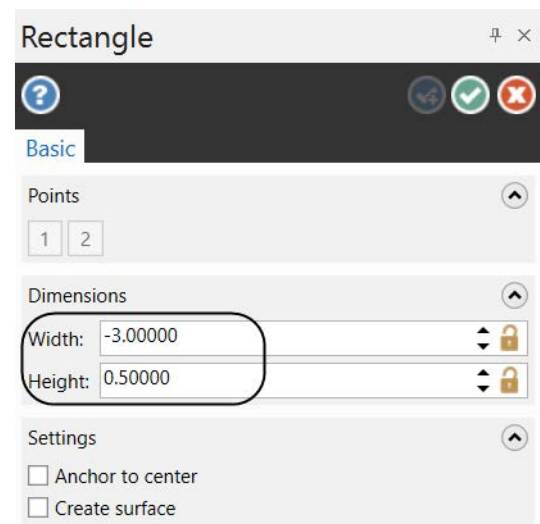 Rectangle
?
Basic
Points
1 2
Dimensions
Width: -3.00000
Height: 0.50000
Settings
Anchor to center
Create surface